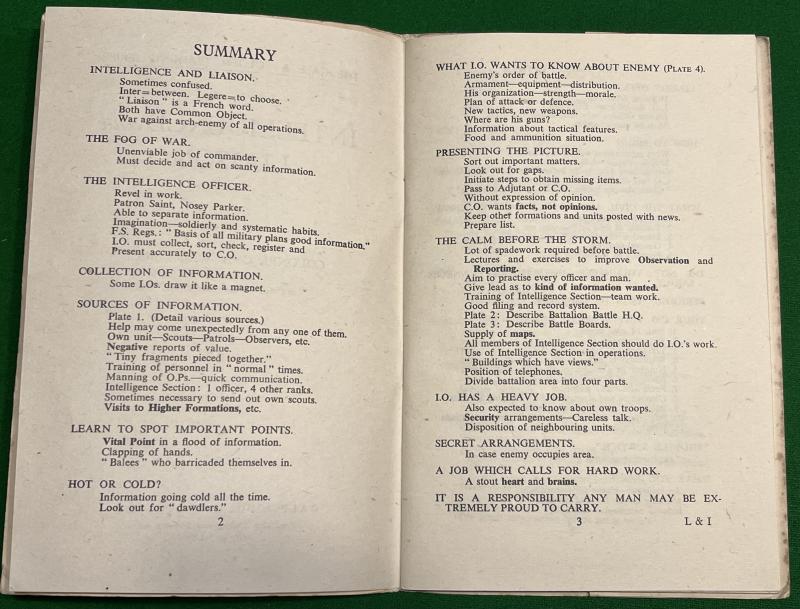 SUMMARY
INTELLIGENCE AND LIAISON.
Sometimes confused.
Inter=between. Legere=to choose.
"Liaison" is a French word.
Both have Common Object.
War against arch-enemy of all operations.
THE FOG OF WAR.
Unenviable job of commander.
Must decide and act on scanty information.
THE INTELLIGENCE OFFICER.
Revel in work.
Patron Saint, Nosey Parker.
Able to separate information.
Imagination—soldierly and systematic habits.
F.S. Regs.: "Basis of all military plans good information."
I.O. must collect, sort, check, register and
Present accurately to C.O.
COLLECTION OF INFORMATION.
Some I.Os. draw it like a magnet.
SOURCES OF INFORMATION.
Plate 1. (Detail various sources.)
Help may come unexpectedly from any one of them.
Own unit—Scouts—Patrols—Observers, etc.
Negative reports of value.
"Tiny fragments pieced together."
Training of personnel in "normal" times.
Manning of O.Ps.—quick communication.
Intelligence Section: 1 officer, 4 other ranks.
Sometimes necessary to send out own scouts.
Visits to Higher Formations, etc.
LEARN TO SPOT IMPORTANT POINTS.
Vital Point in a flood of information.
Clapping of hands.
"Balees" who barricaded themselves in.
HOT OR COLD?
Information going cold all the time.
Look out for "dawdlers."
2
WHAT I.O. WANTS TO KNOW ABOUT ENEMY (PLATE 4).
Enemy's order of battle.
Armament—equipment—distribution.
His organization—strength—morale.
Plan of attack or defence.
New tactics, new weapons.
Where are his guns?
Information about tactical features.
Food and ammunition situation.
PRESENTING THE PICTURE.
Sort out important matters.
Look out for gaps.
Initiate steps to obtain missing items.
Pass to Adjutant or C.O.
Without expression of opinion.
C.O. wants facts, not opinions.
Keep other formations and units posted with news.
Prepare list.
THE CALM BEFORE THE STORM.
Lot of spadework required before battle.
Lectures and exercises to improve Observation and
Reporting.
Aim to practise every officer and man.
Give lead as to kind of information wanted.
Training of Intelligence Section—team work.
Good filing and record system.
Plate 2: Describe Battalion Battle H.Q.
Plate 3: Describe Battle Boards.
Supply of maps.
All members of Intelligence Section should do I.O.'s work.
Use of Intelligence Section in operations.
"Buildings which have views."
Position of telephones.
Divide battalion area into four parts.
I.O. HAS A HEAVY JOB.
Also expected to know about own troops.
Security arrangements—Careless talk.
Disposition of neighbouring units.
SECRET ARRANGEMENTS.
In case enemy occupies area.
A JOB WHICH CALLS FOR HARD WORK.
A stout heart and brains.
IT IS A RESPONSIBILITY ANY MAN MAY BE EX-
TREMELY PROUD TO CARRY.
3
L & I